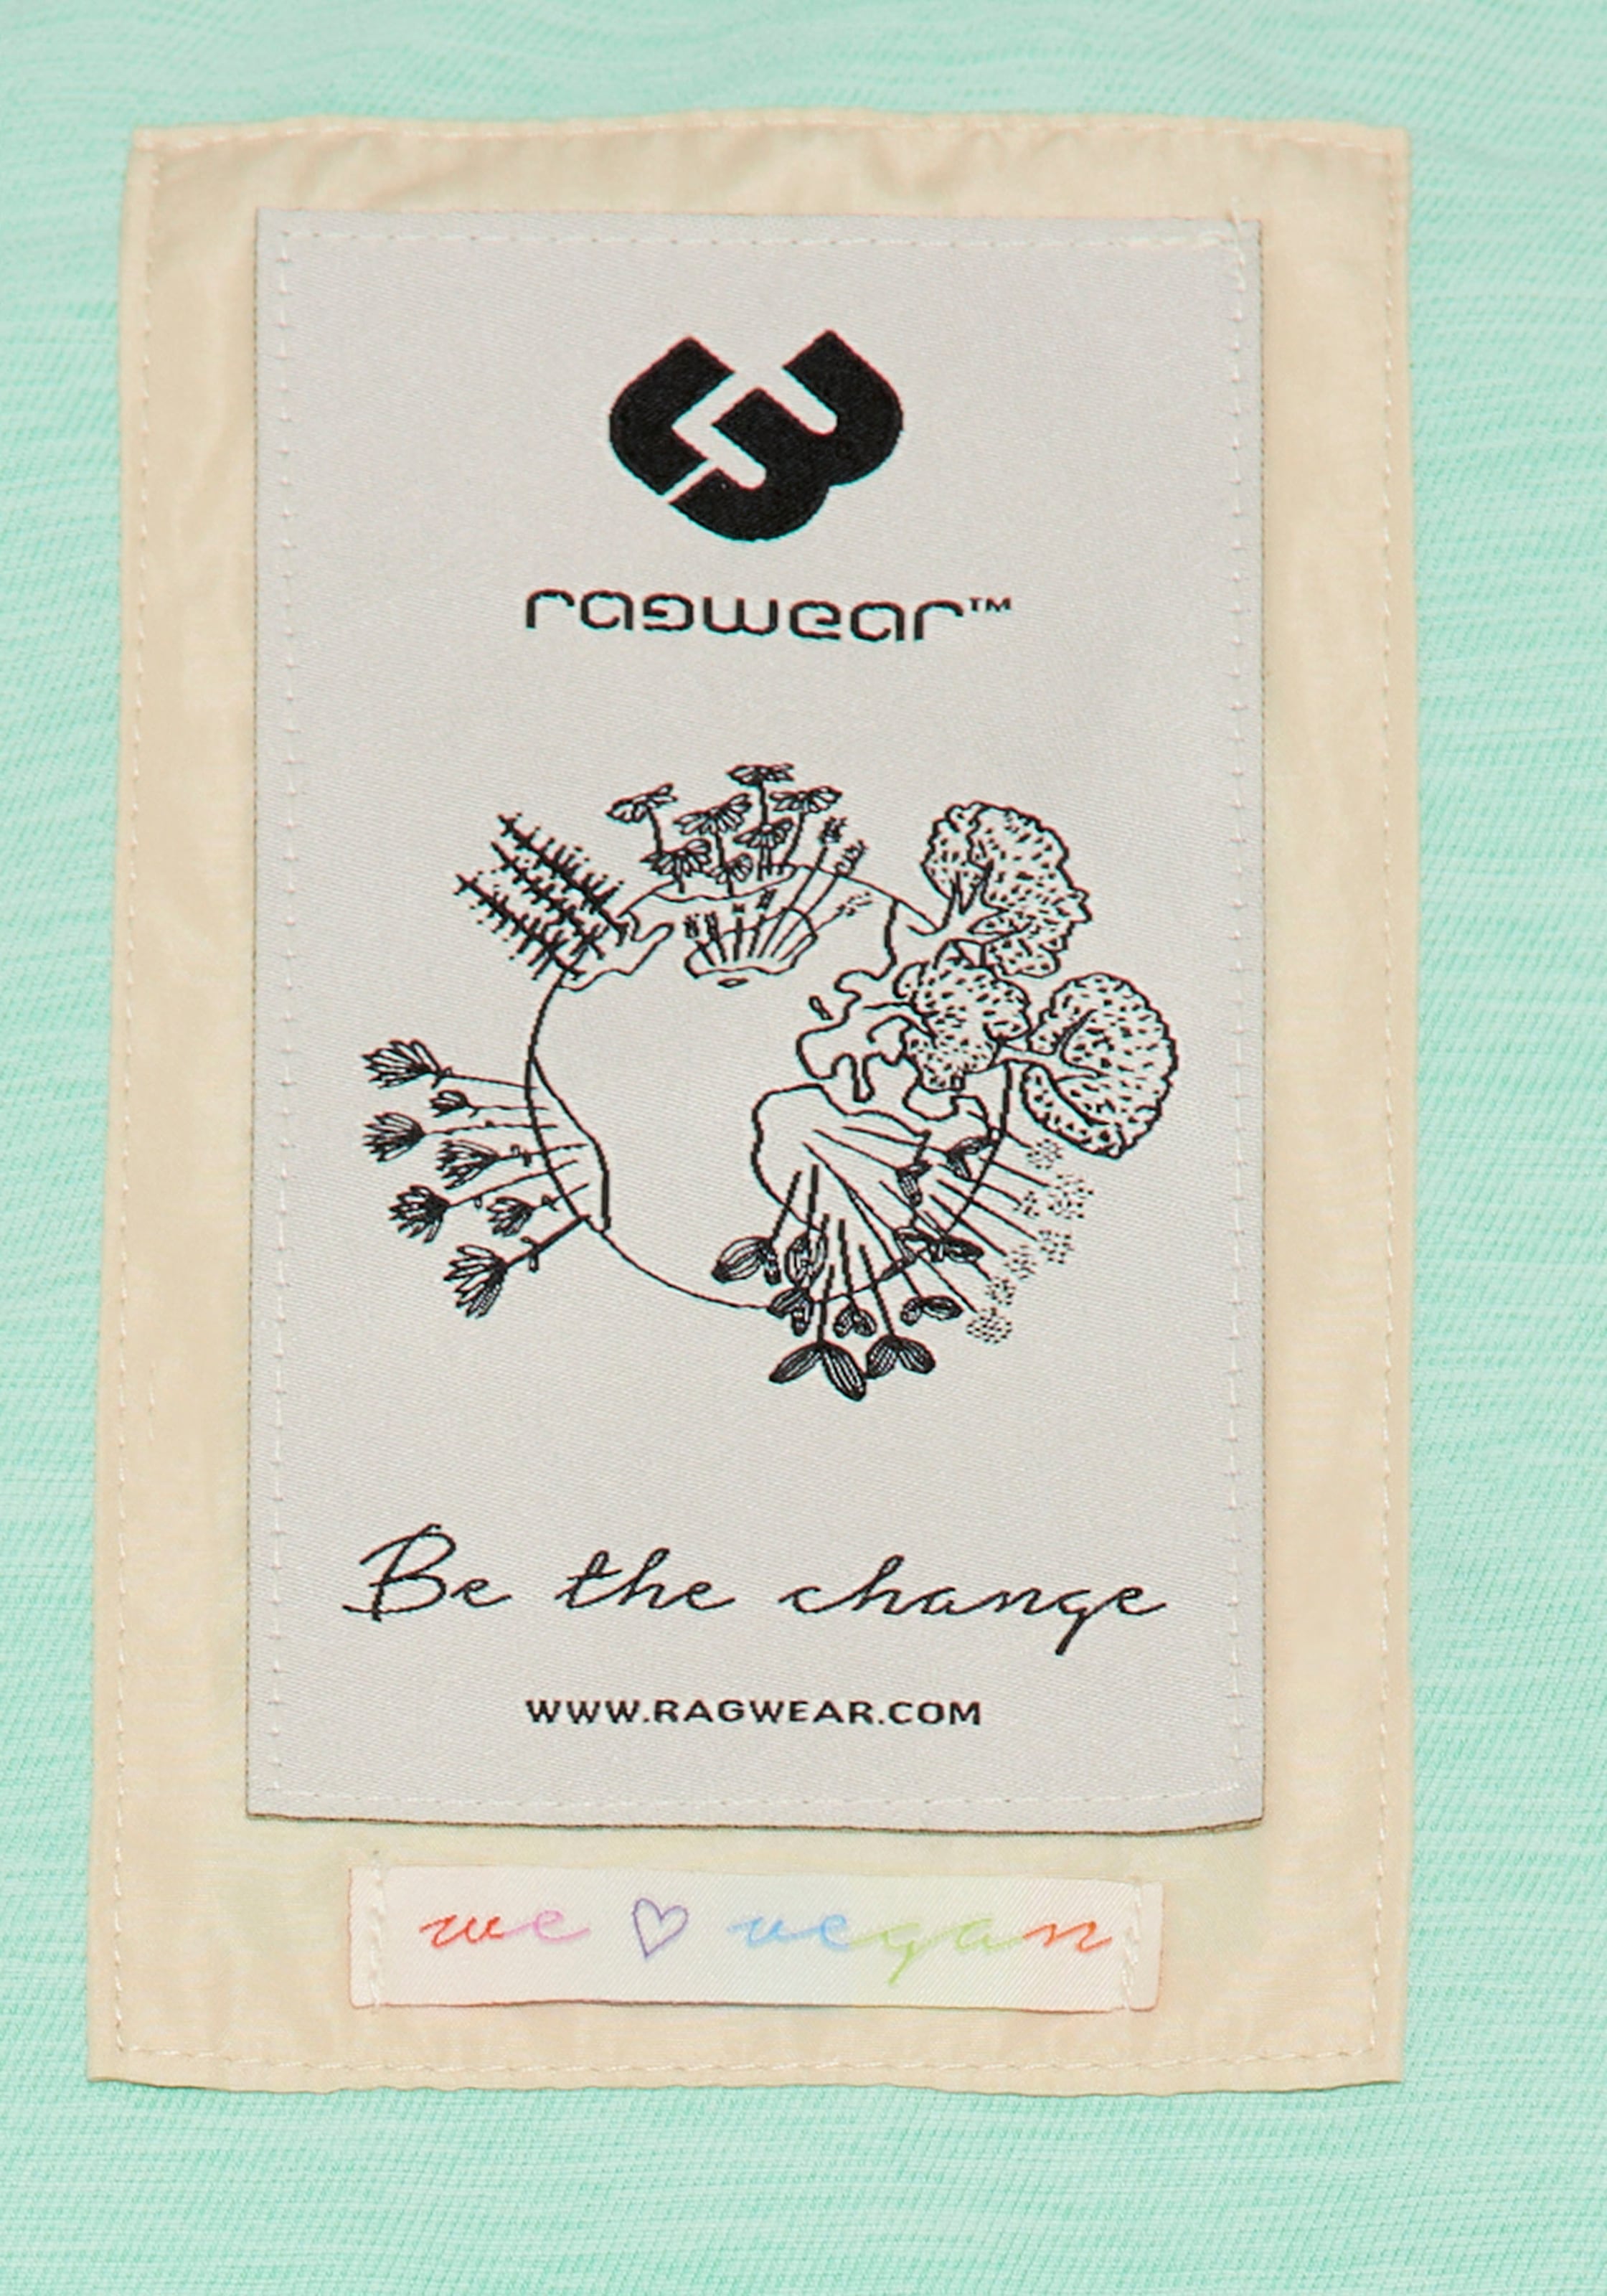 ragwear™
Be the change
WWW.RAGWEAR.COM
we ♡ vegan